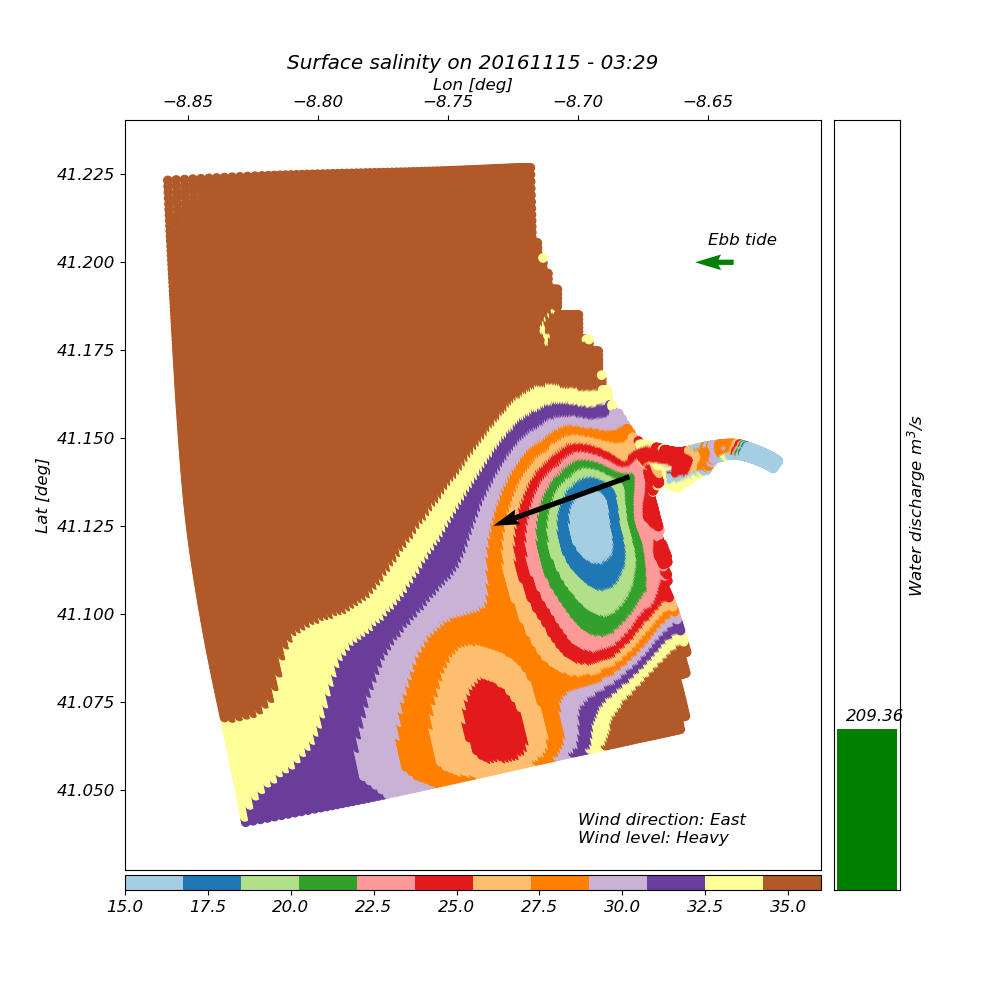 Surface salinity on 20161115 - 03:29
Lon [deg]
−8.85 −8.80 −8.75 −8.70 −8.65
41.225
41.200
41.175
41.150
41.125
41.100
41.075
41.050
Lat [deg]
Ebb tide
Wind direction: East
Wind level: Heavy
15.0 17.5 20.0 22.5 25.0 27.5 30.0 32.5 35.0
209.36
Water discharge m³/s